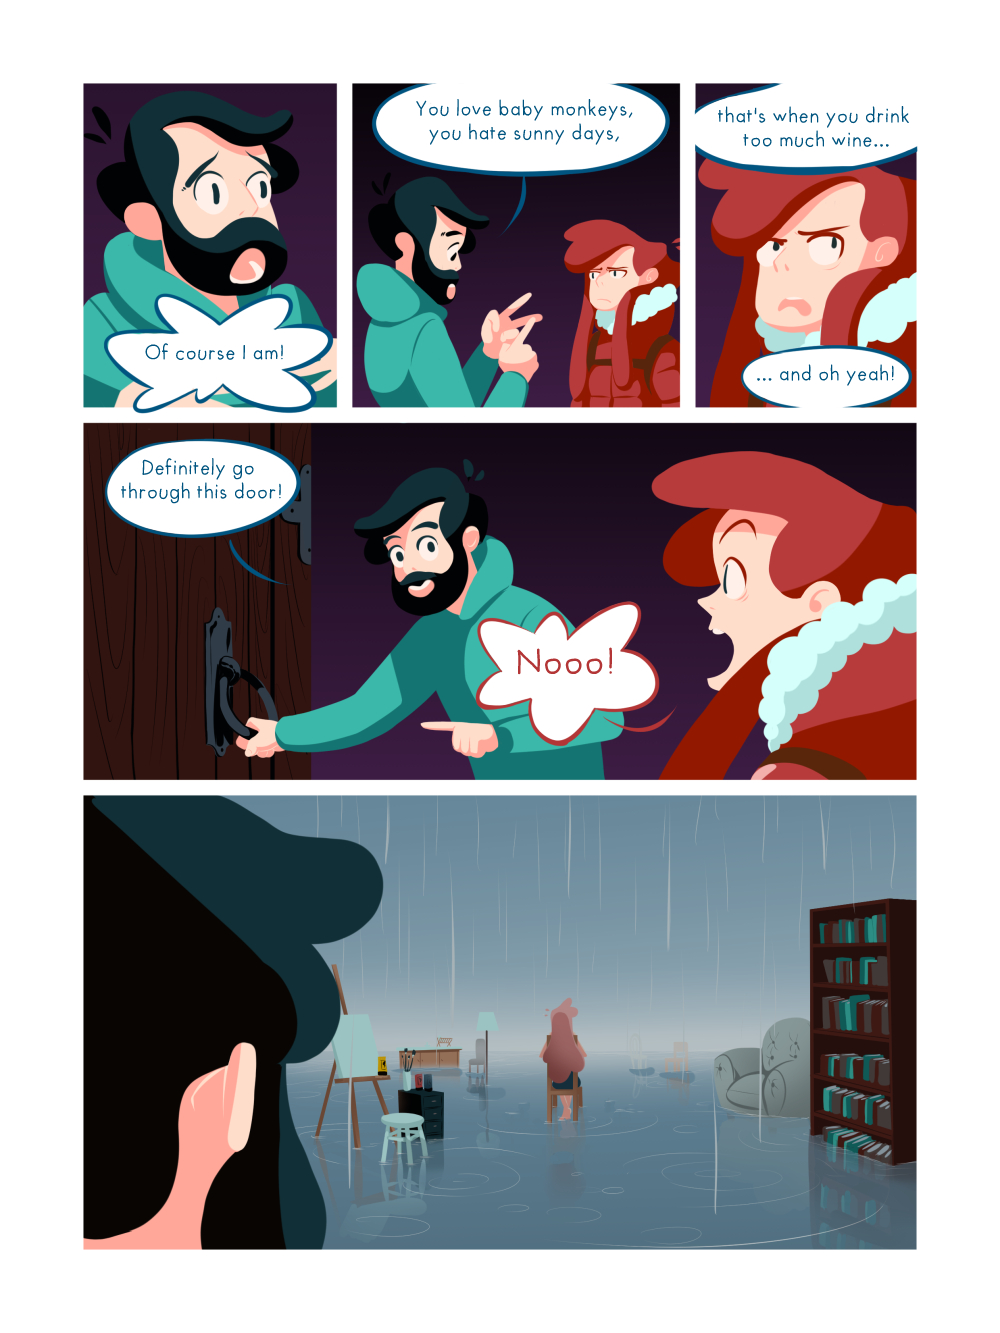 Of course I am!
You love baby monkeys,
you hate sunny days,
that's when you drink
too much wine...
... and oh yeah!
Definitely go
through this door!
Nooo!